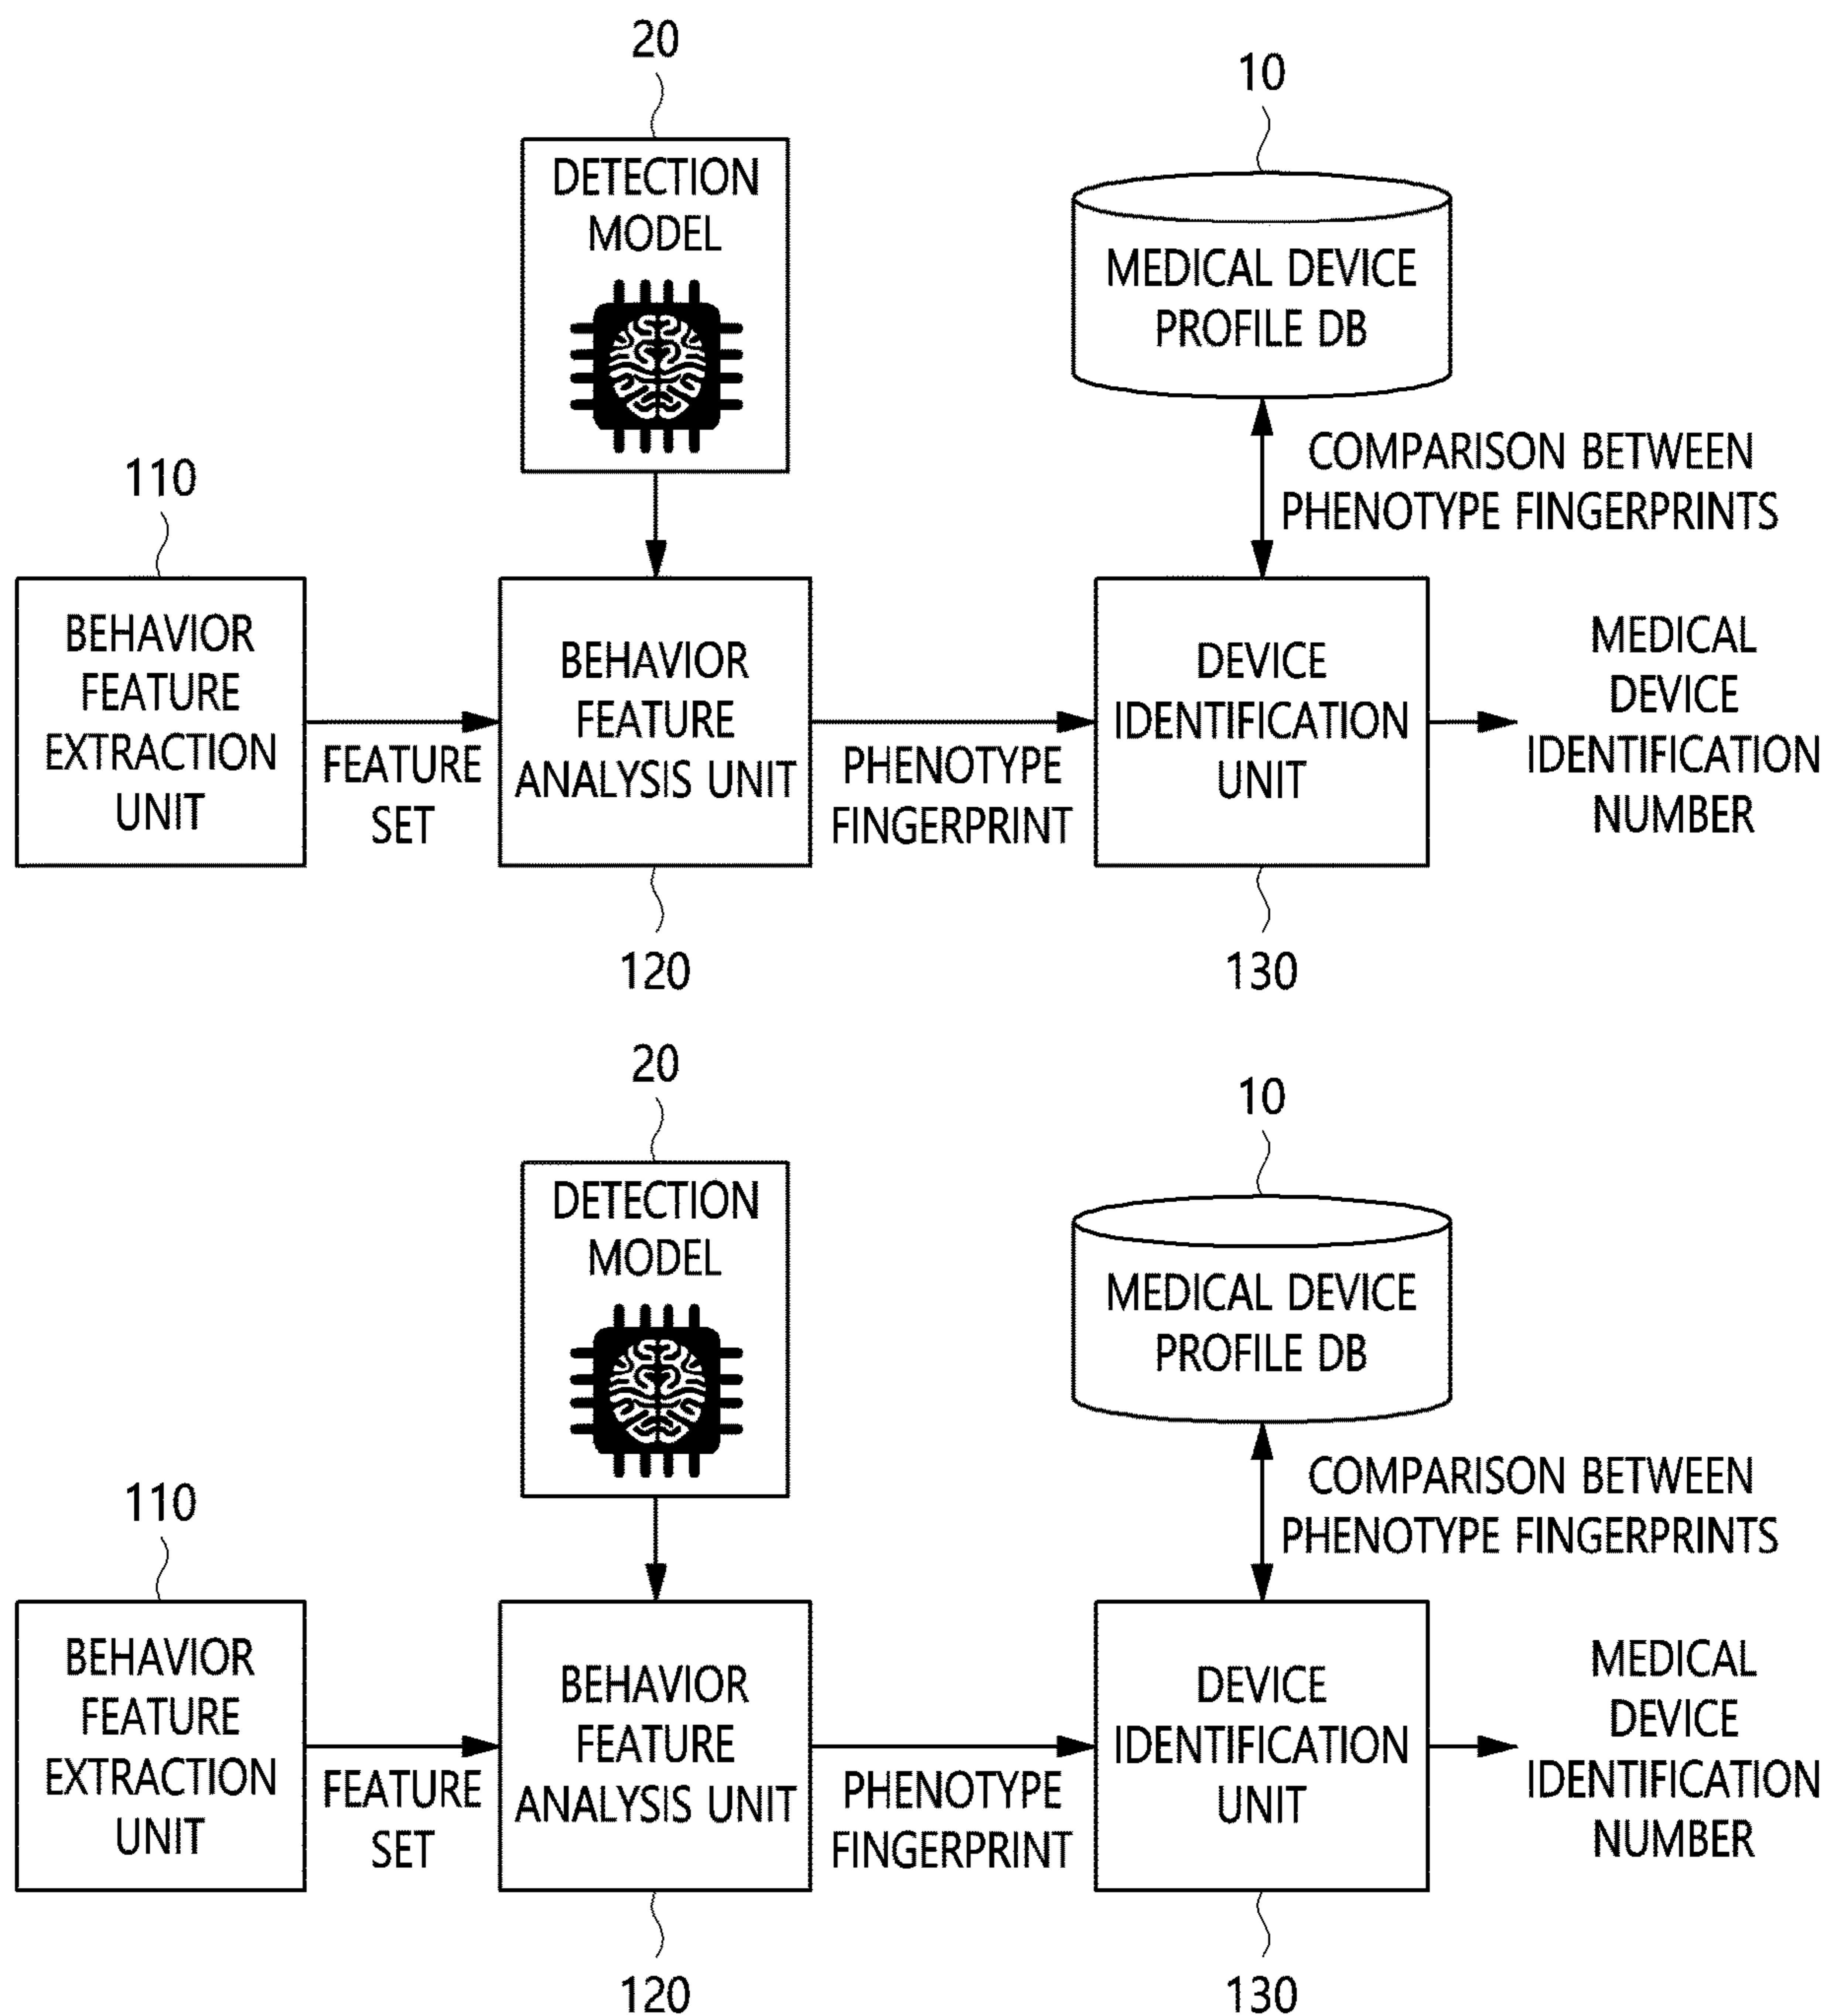 20
10
DETECTION
MODEL
MEDICAL DEVICE
PROFILE DB
COMPARISON BETWEEN
PHENOTYPE FINGERPRINTS
110
BEHAVIOR
FEATURE
EXTRACTION
UNIT
FEATURE
SET
BEHAVIOR
FEATURE
ANALYSIS UNIT
PHENOTYPE
FINGERPRINT
DEVICE
IDENTIFICATION
UNIT
MEDICAL
DEVICE
IDENTIFICATION
NUMBER
120
130
20
10
DETECTION
MODEL
MEDICAL DEVICE
PROFILE DB
COMPARISON BETWEEN
PHENOTYPE FINGERPRINTS
110
BEHAVIOR
FEATURE
EXTRACTION
UNIT
FEATURE
SET
BEHAVIOR
FEATURE
ANALYSIS UNIT
PHENOTYPE
FINGERPRINT
DEVICE
IDENTIFICATION
UNIT
MEDICAL
DEVICE
IDENTIFICATION
NUMBER
120
130